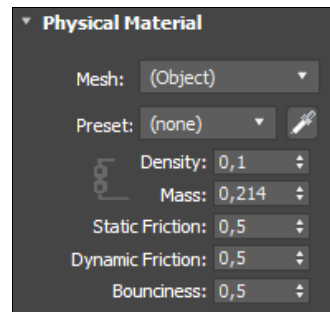 Physical Material
Mesh: (Object)
Preset: (none)
Density: 0,1
Mass: 0,214
Static Friction: 0,5
Dynamic Friction: 0,5
Bounciness: 0,5